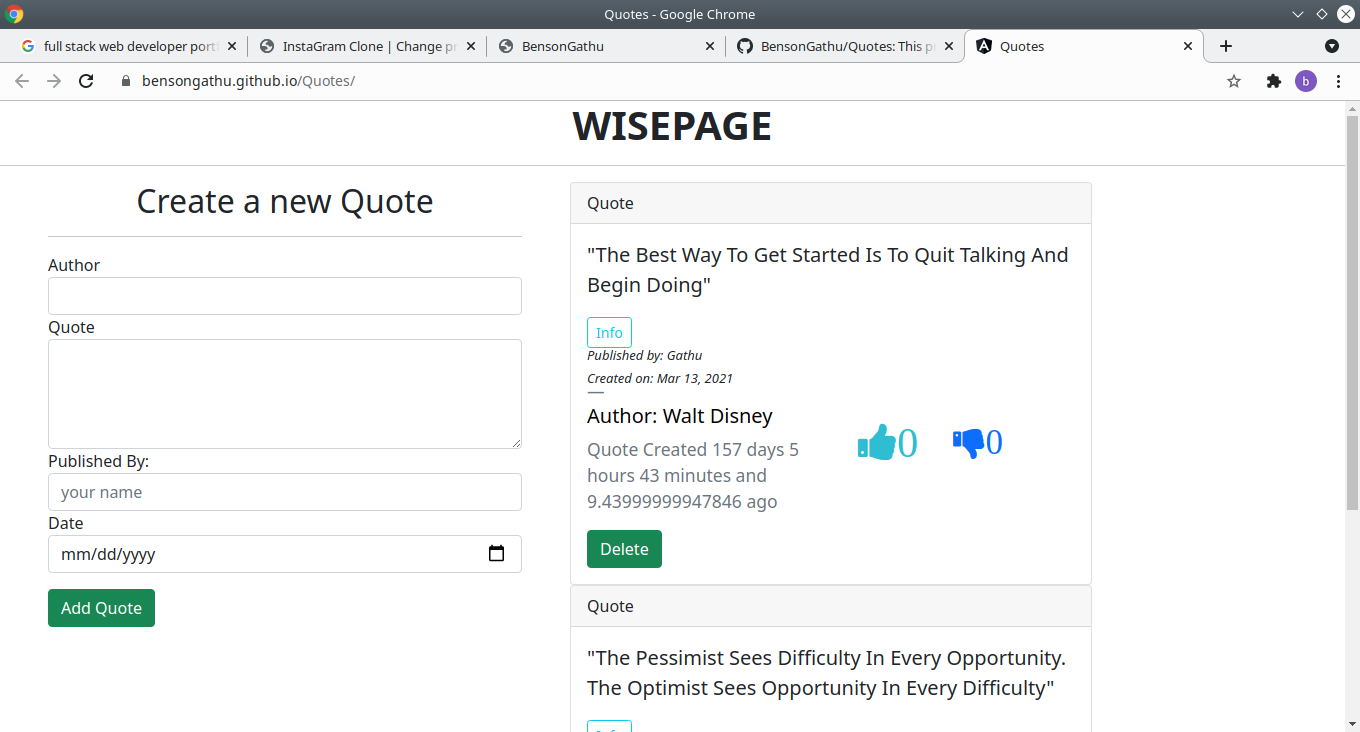 Quotes - Google Chrome
full stack web developer port
InstaGram Clone | Change pr
BensonGathu
BensonGathu/Quotes: This pr
Quotes
bensongathu.github.io/Quotes/
b
WISEPAGE
Create a new Quote
Author
Quote
Published By:
your name
Date
mm/dd/yyyy
Add Quote
Quote
"The Best Way To Get Started Is To Quit Talking And
Begin Doing"
Info
Published by: Gathu
Created on: Mar 13, 2021
—
Author: Walt Disney
Quote Created 157 days 5
hours 43 minutes and
9.43999999947846 ago
0
0
Delete
Quote
"The Pessimist Sees Difficulty In Every Opportunity.
The Optimist Sees Opportunity In Every Difficulty"